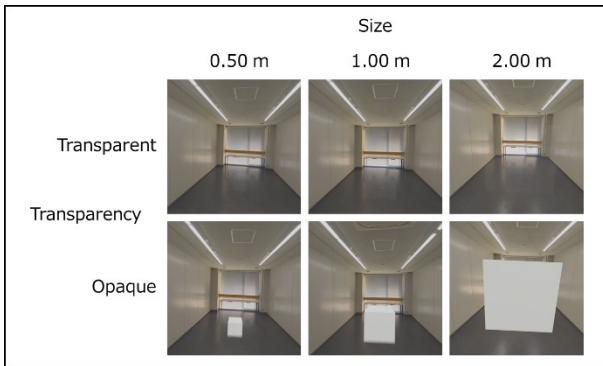 Size
0.50 m
1.00 m
2.00 m
Transparent
Transparency
Opaque